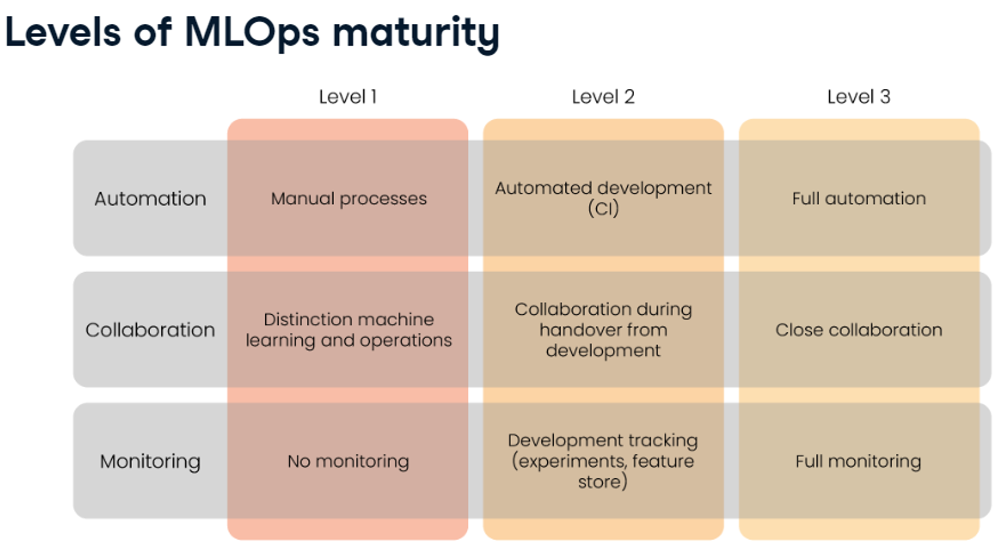 Levels of MLOps maturity
Level 1
Level 2
Level 3
Automation
Manual processes
Automated development
(CI)
Full automation
Collaboration
Distinction machine
learning and operations
Collaboration during
handover from
development
Close collaboration
Monitoring
No monitoring
Development tracking
(experiments, feature
store)
Full monitoring